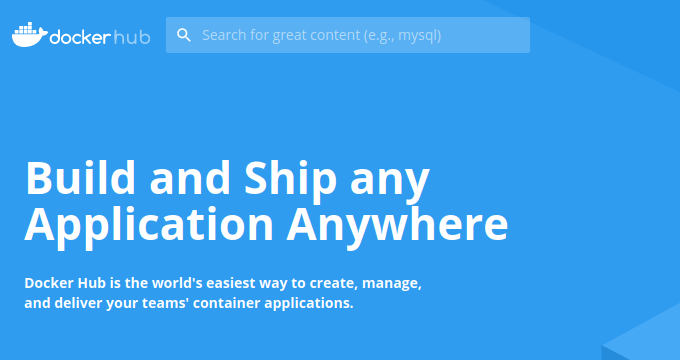 docker hub
Search for great content (e.g., mysql)
Build and Ship any
Application Anywhere
Docker Hub is the world's easiest way to create, manage,
and deliver your teams' container applications.